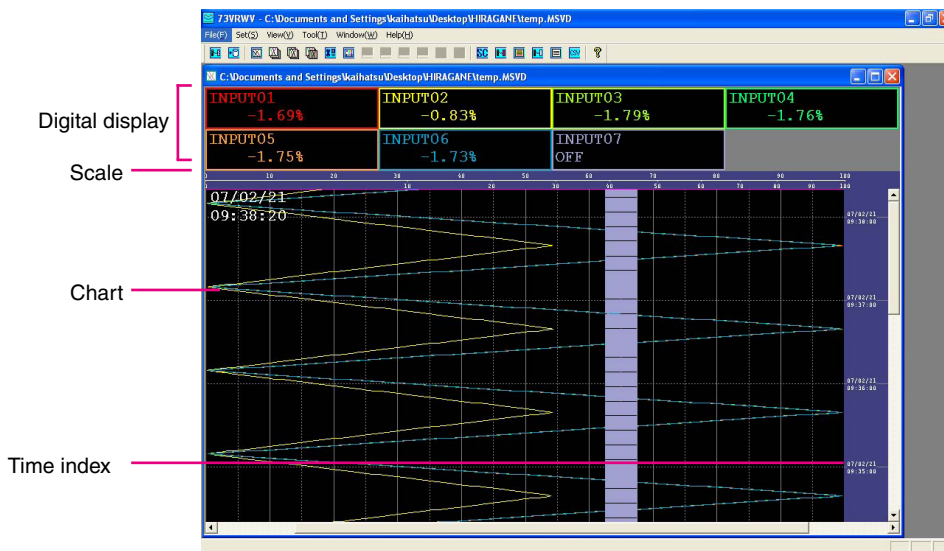 73VRWV - C:\Documents and Settings\kaihatsu\Desktop\HIRAGANE\temp.MSVD
File(F) Set(S) View(V) Tool(T) Window(W) Help(H)
C:\Documents and Settings\kaihatsu\Desktop\HIRAGANE\temp.MSVD
Digital display
INPUT01 INPUT02 INPUT03 INPUT04
-1.69% -0.83% -1.79% -1.76%
INPUT05 INPUT06 INPUT07
-1.75% -1.73% OFF
Scale
10 20 30 40 50 60 70 80 90 100
10 20 30 40 50 60 70 80 90 100
07/02/21
09:38:20
07/02/21
09:38:00
Chart
07/02/21
09:37:00
07/02/21
09:36:00
Time index
07/02/21
09:35:00